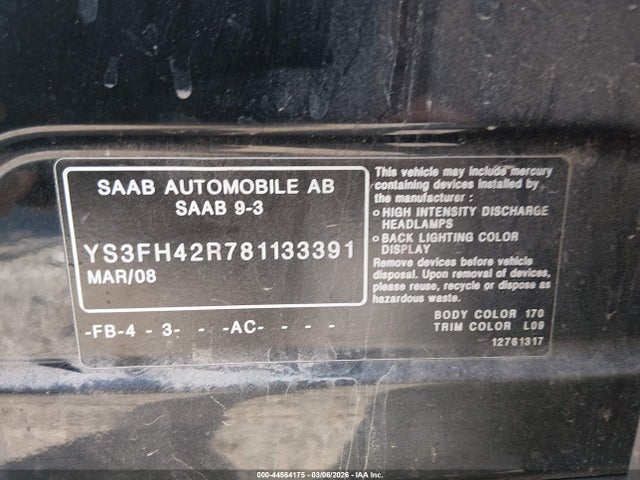 SAAB AUTOMOBILE AB
SAAB 9-3
YS3FH42R781133391
MAR/08
-FB-4 - 3- - -AC- - - - -
This vehicle may include mercury
containing devices installed by
the manufacturer :
o HIGH INTENSITY DISCHARGE
HEADLAMPS
o BACK LIGHTING COLOR
DISPLAY
Remove devices before vehicle
disposal. Upon removal of devices,
please reuse, recycle or dispose as
hazardous waste.
BODY COLOR 170
TRIM COLOR L09
12761317
000-44564175 | 03/06/2026 | IAA Inc.